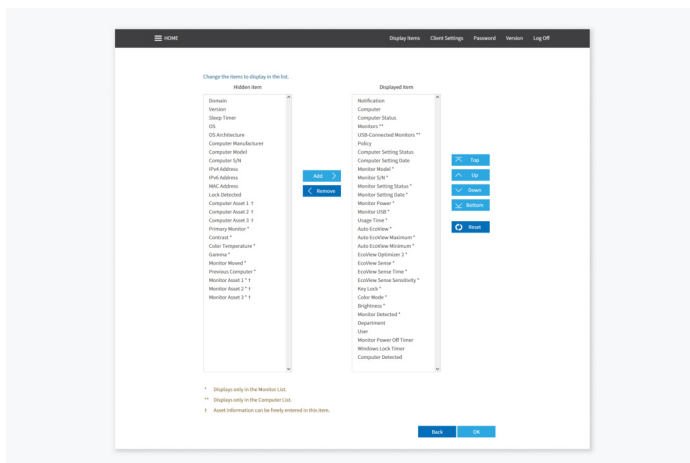 HOME
Display Items Client Settings Password Version Log Off
Change the items to display in the list.
Hidden item
Domain
Version
Sleep Timer
OS
OS Architecture
Computer Manufacturer
Computer Model
Computer S/N
IPv4 Address
IPv6 Address
MAC Address
Lock Detected
Computer Asset 1 †
Computer Asset 2 †
Computer Asset 3 †
Primary Monitor *
Contrast *
Color Temperature *
Gamma *
Monitor Moved *
Previous Computer *
Monitor Asset 1 * †
Monitor Asset 2 * †
Monitor Asset 3 * †
Add
Remove
Displayed item
Notification
Computer
Computer Status
Monitors **
USB-Connected Monitors **
Policy
Computer Setting Status
Computer Setting Date
Monitor Model *
Monitor S/N *
Monitor Setting Status *
Monitor Setting Date *
Monitor Power *
Monitor USB *
Usage Time *
Auto EcoView *
Auto EcoView Maximum *
Auto EcoView Minimum *
EcoView Optimizer 2 *
EcoView Sense *
EcoView Sense Time *
EcoView Sense Sensitivity *
Key Lock *
Color Mode *
Brightness *
Monitor Detected *
Department
User
Monitor Power Off Timer
Windows Lock Timer
Computer Detected
Top
Up
Down
Bottom
Reset
* Displays only in the Monitor List.
** Displays only in the Computer List.
† Asset information can be freely entered in this item.
Back OK